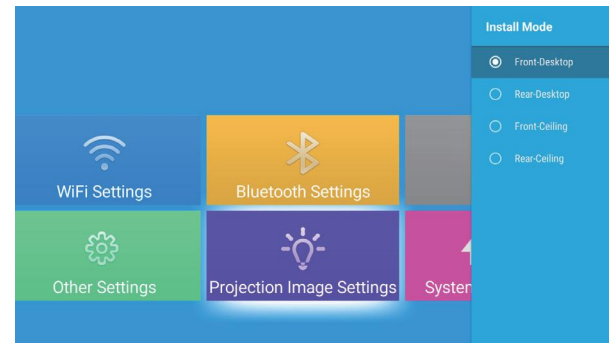 Install Mode
Front-Desktop
Rear-Desktop
Front-Ceiling
Rear-Ceiling
WiFi Settings
Bluetooth Settings
Other Settings
Projection Image Settings